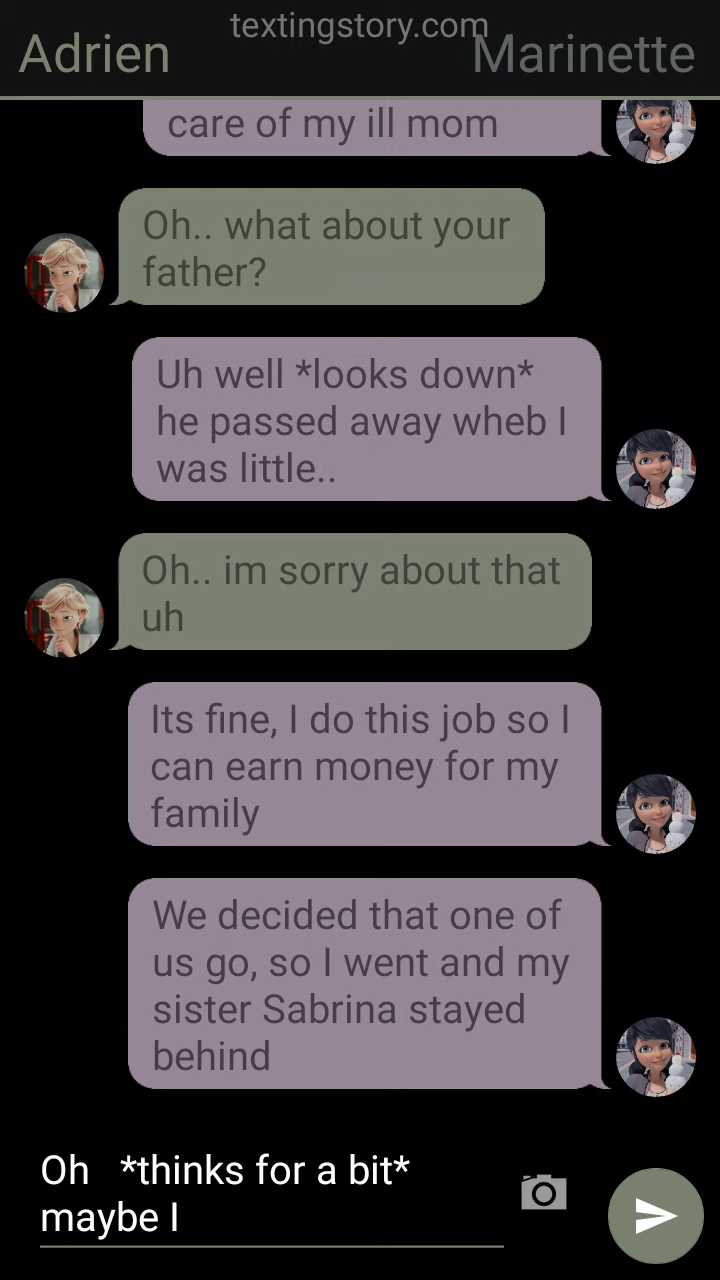 textingstory.com
Adrien
Marinette
care of my ill mom
Oh.. what about your
father?
Uh well *looks down*
he passed away wheb I
was little..
Oh.. im sorry about that
uh
Its fine, I do this job so I
can earn money for my
family
We decided that one of
us go, so I went and my
sister Sabrina stayed
behind
Oh   *thinks for a bit*
maybe I